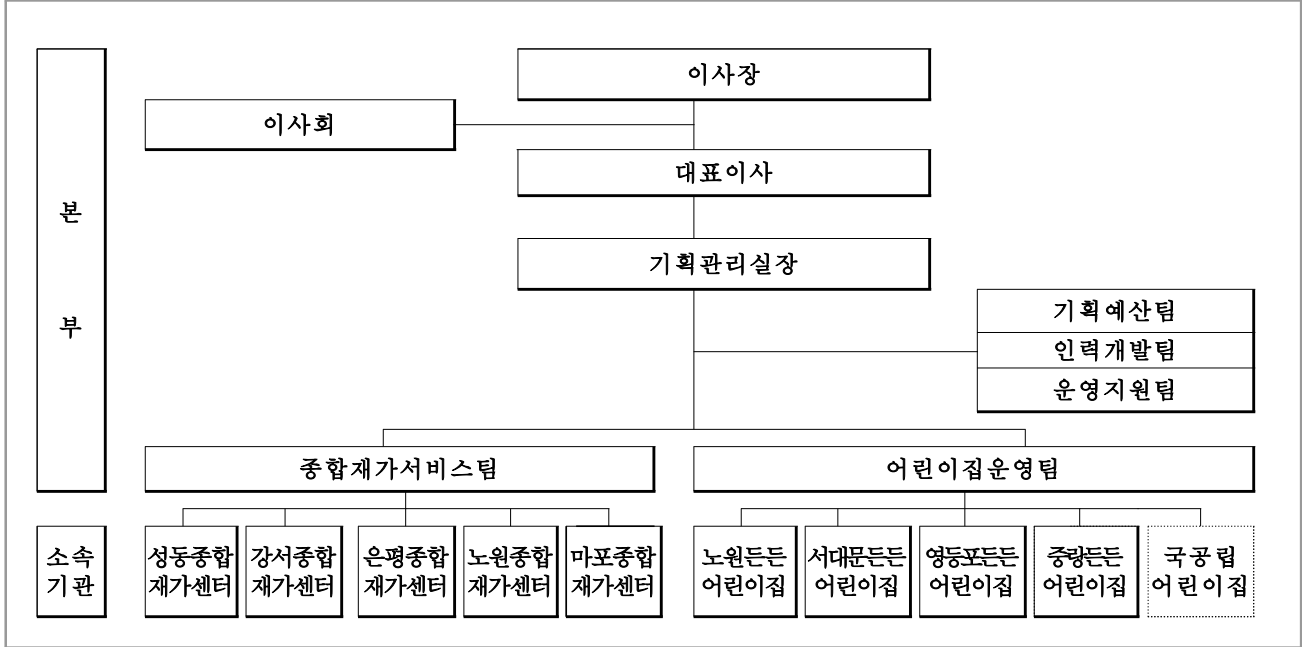 이사장
이사회
대표이사
본
부
기획관리실장
기획예산팀
인력개발팀
운영지원팀
종합재가서비스팀
어린이집운영팀
소속
기관
성동종합
재가센터
강서종합
재가센터
은평종합
재가센터
노원종합
재가센터
마포종합
재가센터
노원든든
어린이집
서대문든든
어린이집
영등포든든
어린이집
중랑든든
어린이집
국공립
어린이집